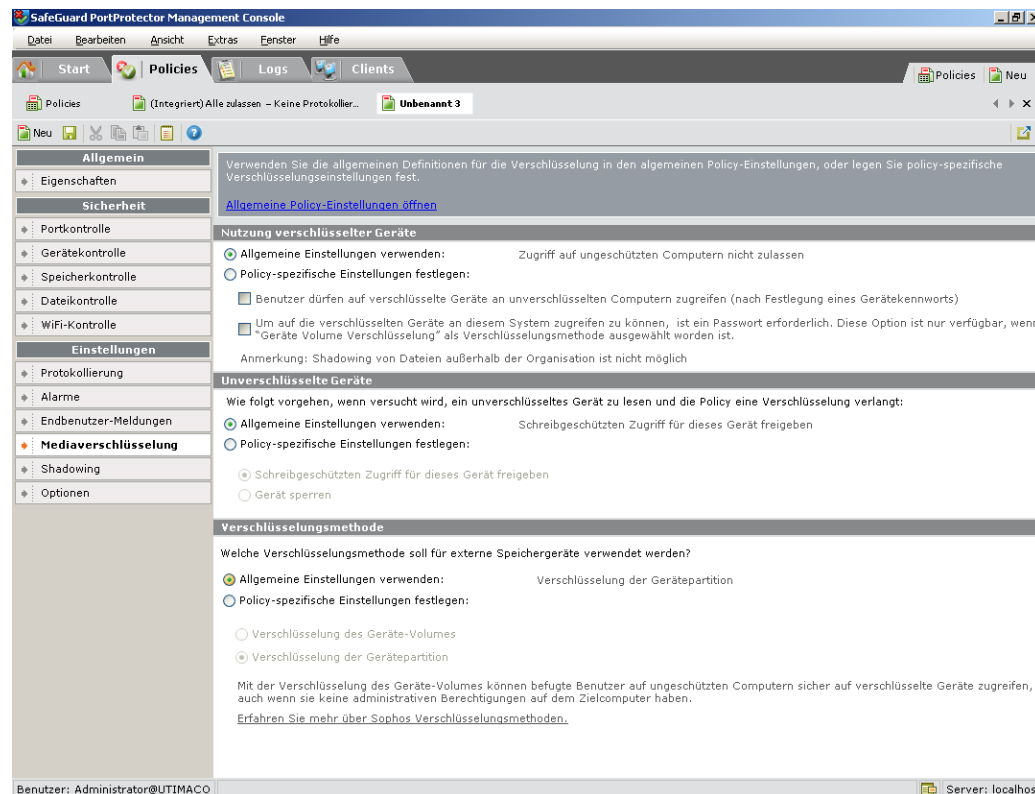 SafeGuard PortProtector Management Console
Datei Bearbeiten Ansicht Extras Fenster Hilfe
Start Policies Logs Clients Policies Neu
Policies (Integriert) Alle zulassen – Keine Protokollier... Unbenannt 3
Neu
Allgemein
Eigenschaften
Sicherheit
Portkontrolle
Gerätekontrolle
Speicherkontrolle
Dateikontrolle
WiFi-Kontrolle
Einstellungen
Protokollierung
Alarme
Endbenutzer-Meldungen
Mediaverschlüsselung
Shadowing
Optionen
Verwenden Sie die allgemeinen Definitionen für die Verschlüsselung in den algemeinen Policy-Einstellungen, oder legen Sie policy-spezifische
Verschlüsselungseinstellungen fest.
Allgemeine Policy-Einstellungen öffnen
Nutzung verschlüsselter Geräte
Allgemeine Einstellungen verwenden: Zugriff auf ungeschützten Computern nicht zulassen
Policy-spezifische Einstellungen festlegen:
Benutzer dürfen auf verschlüsselte Geräte an unverschlüsselten Computern zugreifen (nach Festlegung eines Gerätekennworts)
Um auf die verschlüsselten Geräte an diesem System zugreifen zu können, ist ein Passwort erforderlich. Diese Option ist nur verfügbar, wenn
"Geräte Volume Verschlüsselung" als Verschlüsselungsmethode ausgewählt worden ist.
Anmerkung: Shadowing von Dateien außerhalb der Organisation ist nicht möglich
Unverschlüsselte Geräte
Wie folgt vorgehen, wenn versucht wird, ein unverschlüsseltes Gerät zu lesen und die Policy eine Verschlüsselung verlangt:
Allgemeine Einstellungen verwenden: Schreibgeschützten Zugriff für dieses Gerät freigeben
Policy-spezifische Einstellungen festlegen:
Schreibgeschützten Zugriff für dieses Gerät freigeben
Gerät sperren
Verschlüsselungsmethode
Welche Verschlüsselungsmethode soll für externe Speichergeräte verwendet werden?
Allgemeine Einstellungen verwenden: Verschlüsselung der Gerätepartition
Policy-spezifische Einstellungen festlegen:
Verschlüsselung des Geräte-Volumes
Verschlüsselung der Gerätepartition
Mit der Verschlüsselung des Geräte-Volumes können befugte Benutzer auf ungeschützten Computern sicher auf verschlüsselte Geräte zugreifen,
auch wenn sie keine administrativen Berechtigungen auf dem Zielcomputer haben.
Erfahren Sie mehr über Sophos Verschlüsselungsmethoden.
Benutzer: Administrator@UTIMACO Server: localhos